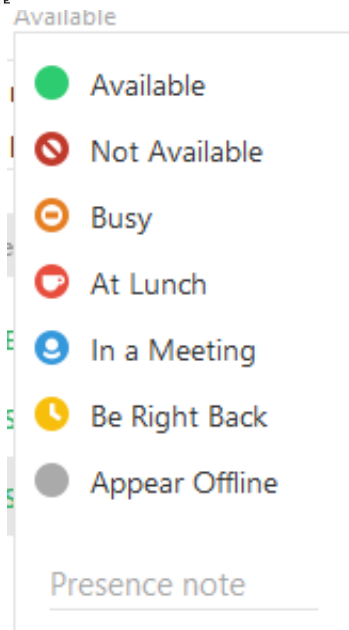 Available
Available
Not Available
Busy
At Lunch
In a Meeting
Be Right Back
Appear Offline
Presence note